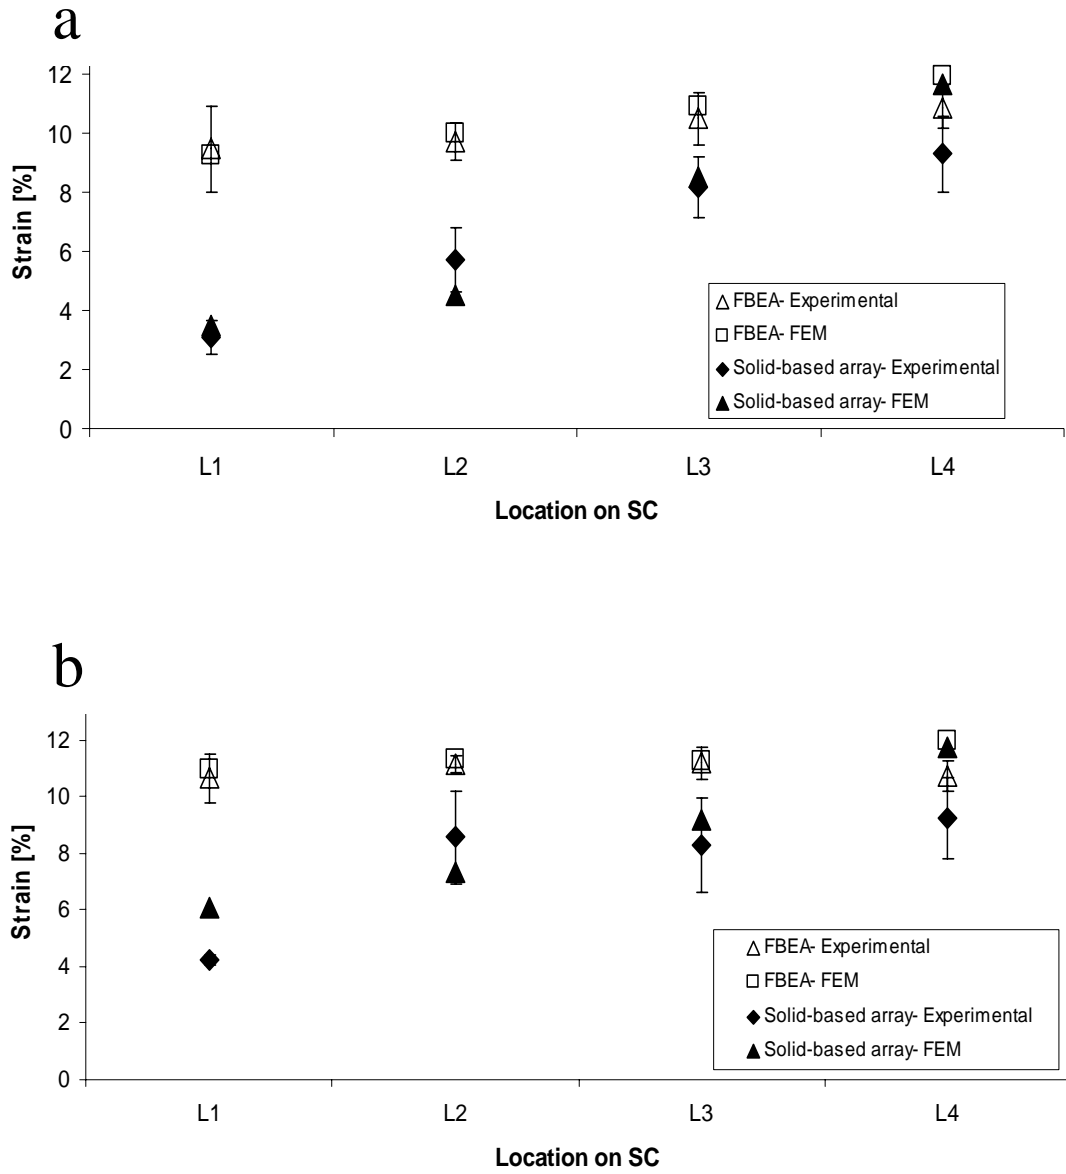 a
12
10
8
6
4
2
0
Strain [%]
FBEA- Experimental
FBEA- FEM
Solid-based array- Experimental
Solid-based array- FEM
L1 L2 L3 L4
Location on SC
b
12
10
8
6
4
2
0
Strain [%]
FBEA- Experimental
FBEA- FEM
Solid-based array- Experimental
Solid-based array- FEM
L1 L2 L3 L4
Location on SC